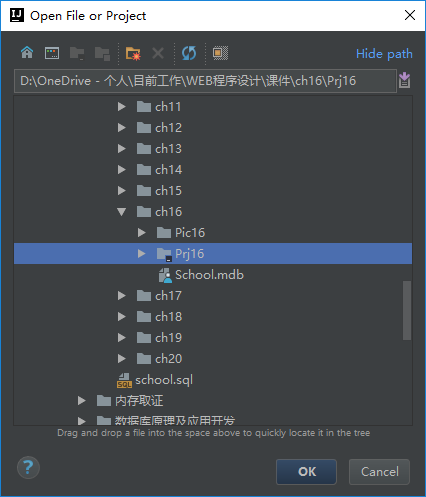 Open File or Project
Hide path
D:\OneDrive - 个人\目前工作\WEB程序设计\课件\ch16\Prj16
ch11
ch12
ch13
ch14
ch15
ch16
Pic16
Prj16
School.mdb
ch17
ch18
ch19
ch20
school.sql
内存取证
数据库原理及应用开发
Drag and drop a file into the space above to quickly locate it in the tree
OK
Cancel